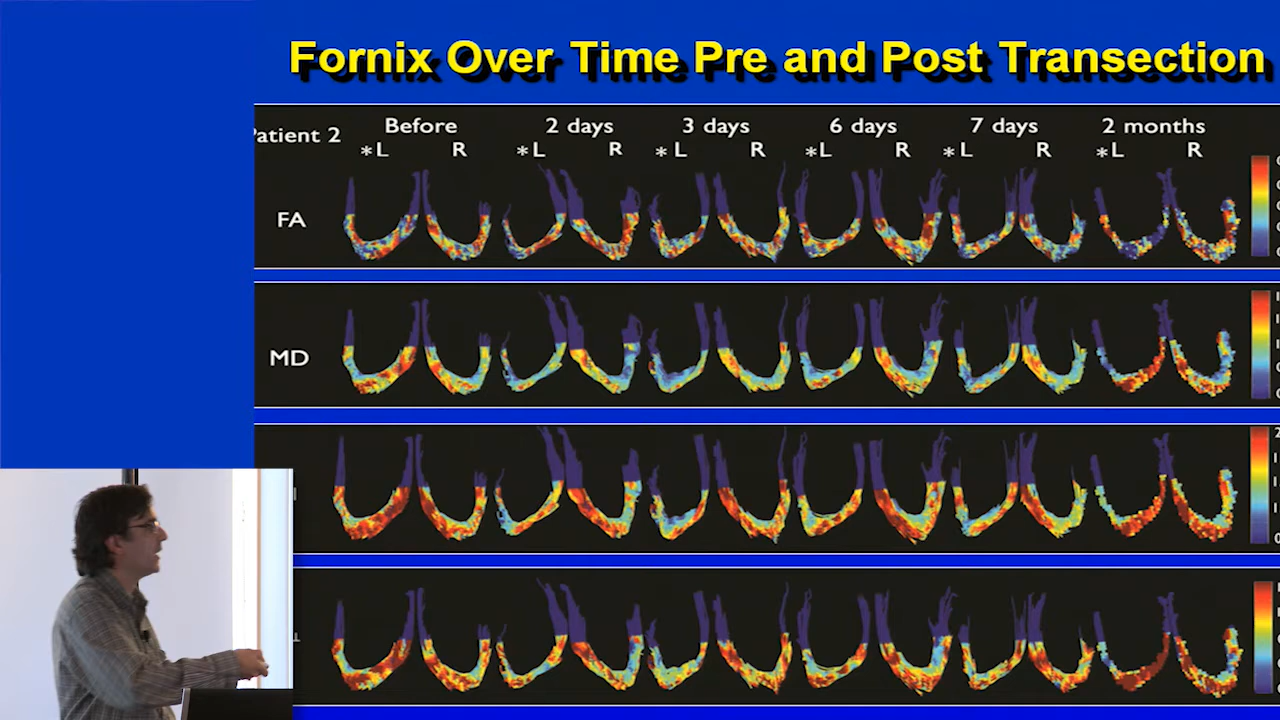 Fornix Over Time Pre and Post Transection
Patient 2 Before 2 days 3 days 6 days 7 days 2 months
*L R *L R *L R *L R *L R *L R
FA
MD